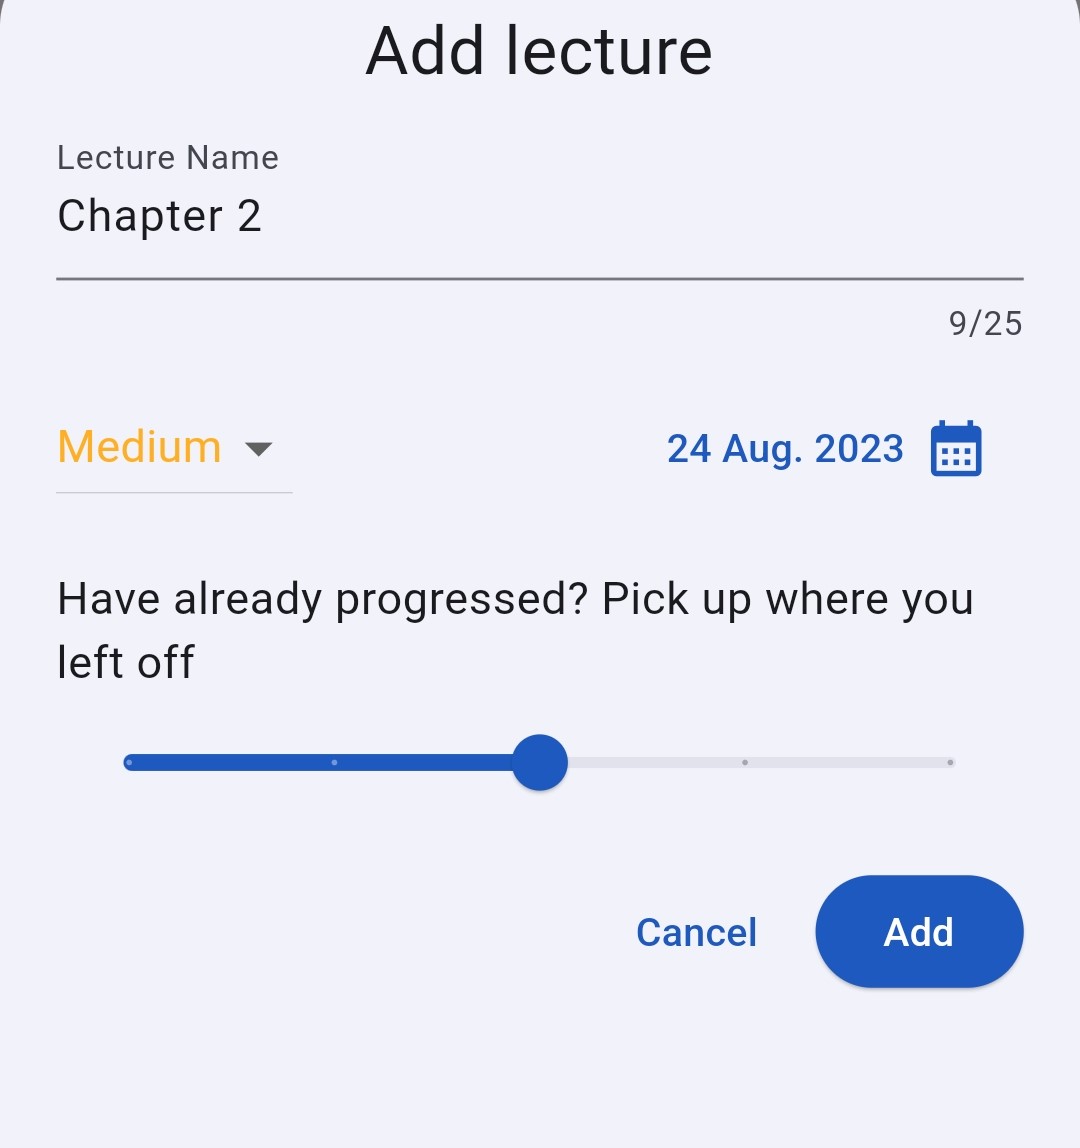 Add lecture
Lecture Name
Chapter 2
9/25
Medium
24 Aug. 2023
Have already progressed? Pick up where you
left off
Cancel
Add